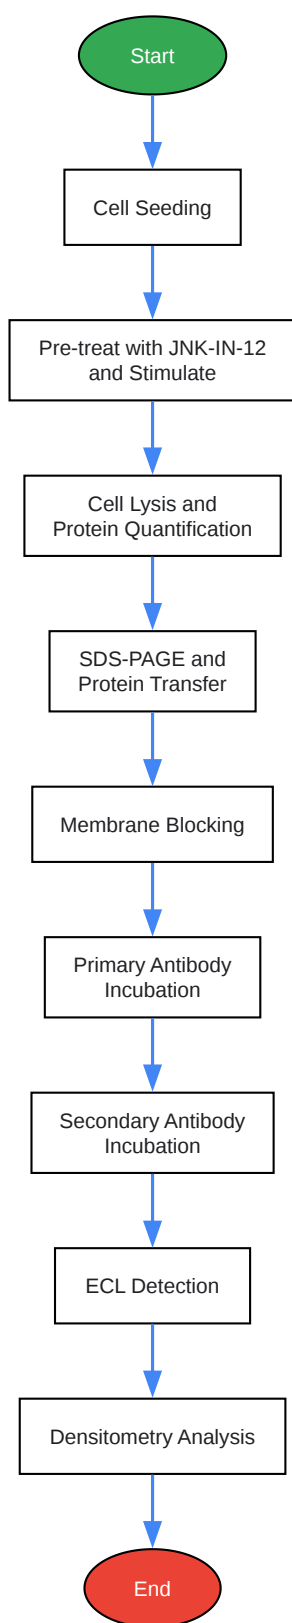 Start
Cell Seeding
Pre-treat with JNK-IN-12
and Stimulate
Cell Lysis and
Protein Quantification
SDS-PAGE and
Protein Transfer
Membrane Blocking
Primary Antibody
Incubation
Secondary Antibody
Incubation
ECL Detection
Densitometry Analysis
End